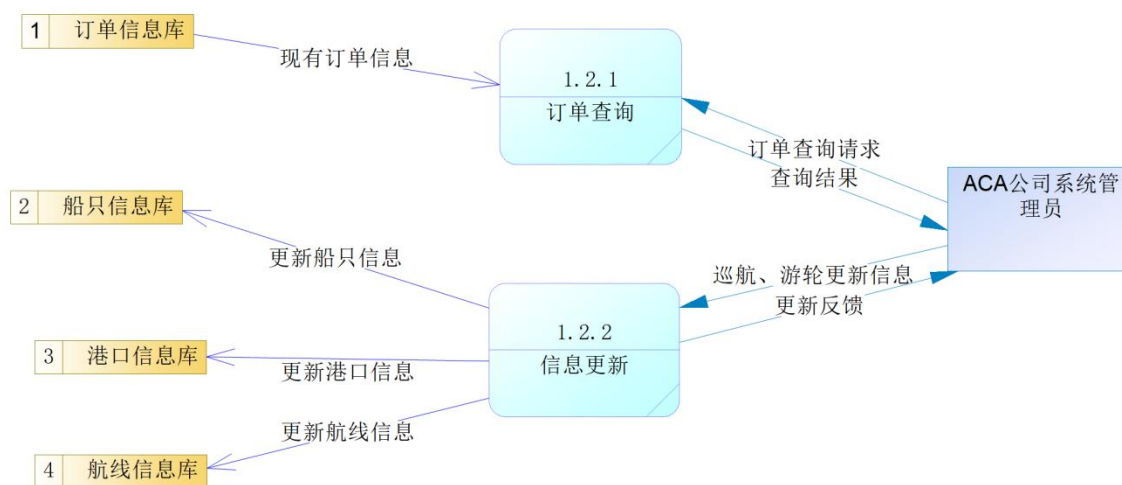 1 订单信息库
现有订单信息
1.2.1
订单查询
订单查询请求
查询结果
ACA公司系统管
理员
2 船只信息库
更新船只信息
巡航、游轮更新信息
更新反馈
1.2.2
信息更新
3 港口信息库
更新港口信息
更新航线信息
4 航线信息库